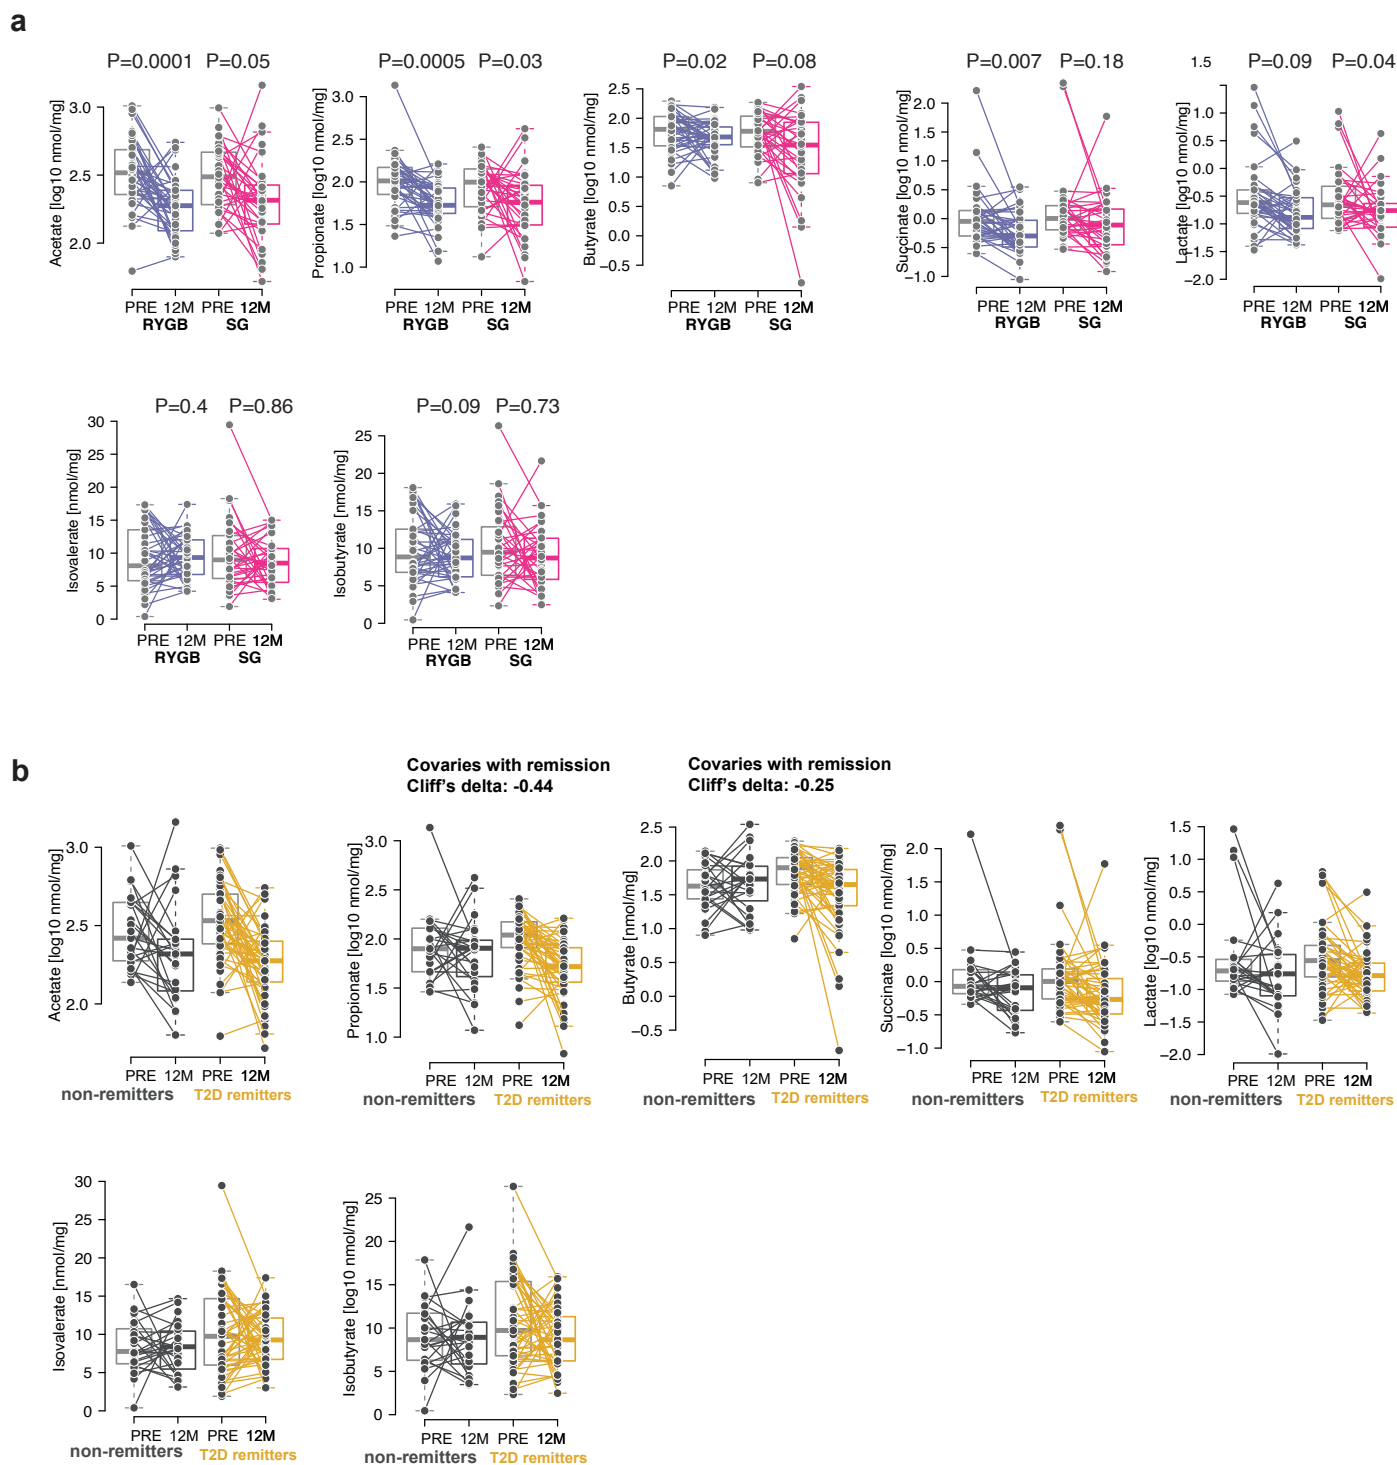 a
P=0.0001 P=0.05
P=0.0005 P=0.03
P=0.02 P=0.08
P=0.007 P=0.18
1.5 P=0.09 P=0.04
Acetate [log10 nmol/mg]
3.0
2.5
2.0
PRE 12M PRE 12M
RYGB SG
Propionate [log10 nmol/mg]
3.0
2.5
2.0
1.5
1.0
PRE 12M PRE 12M
RYGB SG
Butyrate [log10 nmol/mg]
2.5
2.0
1.5
1.0
0.5
0.0
−0.5
PRE 12M PRE 12M
RYGB SG
Succinate [log10 nmol/mg]
2.0
1.5
1.0
0.5
0.0
−0.5
−1.0
PRE 12M PRE 12M
RYGB SG
Lactate [log10 nmol/mg]
1.0
0.5
0.0
−0.5
−1.0
−1.5
−2.0
PRE 12M PRE 12M
RYGB SG
P=0.4 P=0.86
P=0.09 P=0.73
Isovalerate [nmol/mg]
30
25
20
15
10
5
0
PRE 12M PRE 12M
RYGB SG
Isobutyrate [nmol/mg]
25
20
15
10
5
0
PRE 12M PRE 12M
RYGB SG
b
Covaries with remission
Cliff's delta: -0.44
Covaries with remission
Cliff's delta: -0.25
Acetate [log10 nmol/mg]
3.0
2.5
2.0
PRE 12M PRE 12M
non-remitters T2D remitters
Propionate [log10 nmol/mg]
3.0
2.5
2.0
1.5
1.0
PRE 12M PRE 12M
non-remitters T2D remitters
Butyrate [nmol/mg]
2.5
2.0
1.5
1.0
0.5
0.0
−0.5
PRE 12M PRE 12M
non-remitters T2D remitters
Succinate [log10 nmol/mg]
2.0
1.5
1.0
0.5
0.0
−0.5
−1.0
PRE 12M PRE 12M
non-remitters T2D remitters
Lactate [log10 nmol/mg]
1.5
1.0
0.5
0.0
−0.5
−1.0
−1.5
−2.0
PRE 12M PRE 12M
non-remitters T2D remitters
Isovalerate [nmol/mg]
30
25
20
15
10
5
0
PRE 12M PRE 12M
non-remitters T2D remitters
Isobutyrate [log10 nmol/mg]
25
20
15
10
5
0
PRE 12M PRE 12M
non-remitters T2D remitters